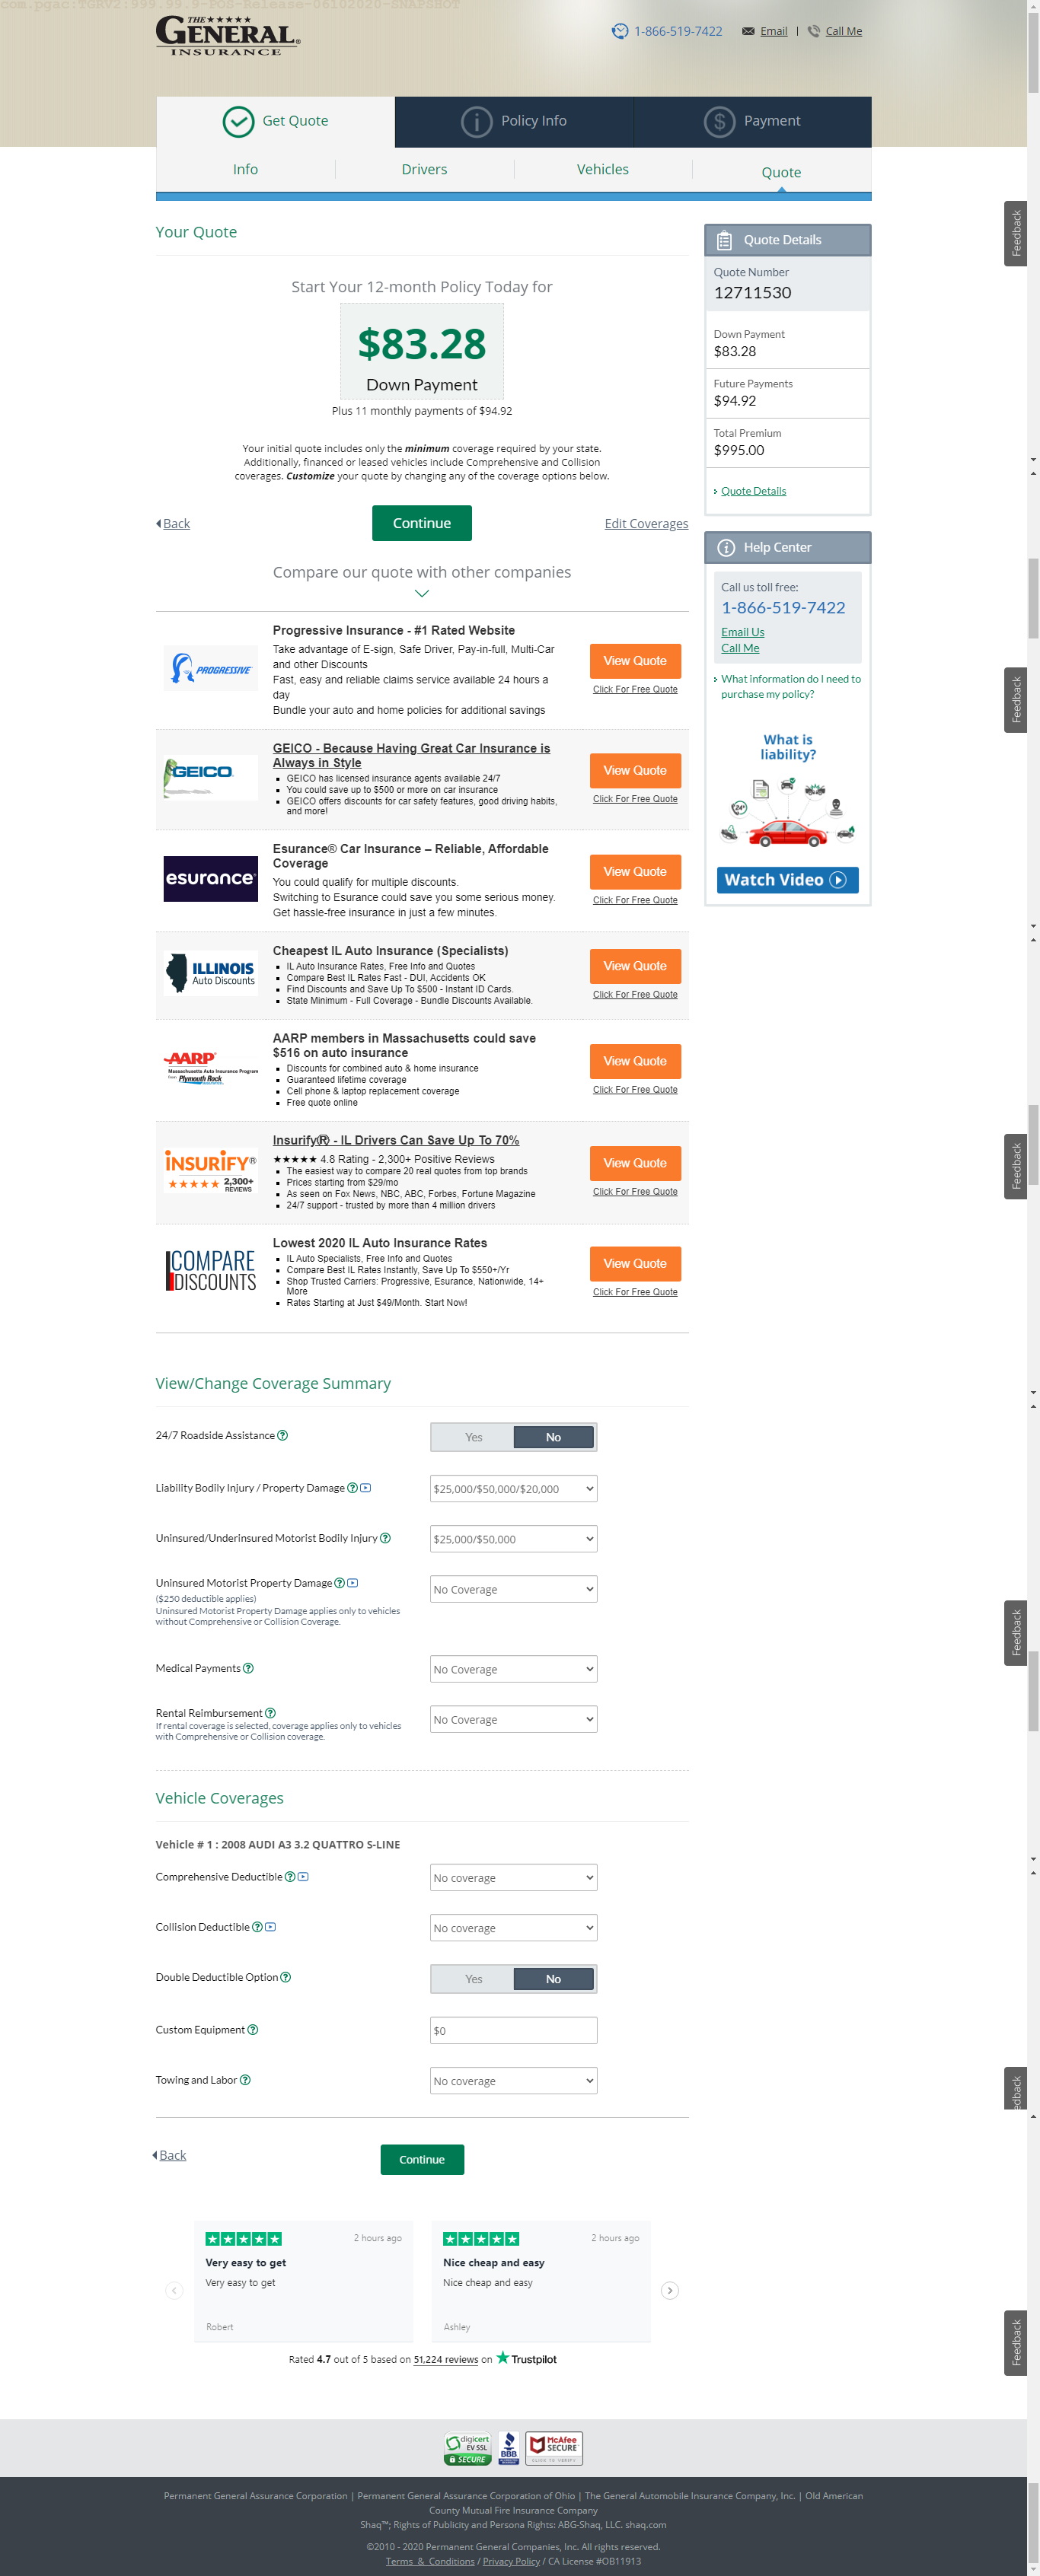 com.pgac:TGRV2:999.99.9-POS-Release-06102020-SNAPSHOT
THE
GENERAL®
INSURANCE
1-866-519-7422
Email | Call Me
Get Quote
Policy Info
Payment
Info
Drivers
Vehicles
Quote
Your Quote
Start Your 12-month Policy Today for
$83.28
Down Payment
Plus 11 monthly payments of $94.92
Your initial quote includes only the minimum coverage required by your state.
Additionally, financed or leased vehicles include Comprehensive and Collision
coverages. Customize your quote by changing any of the coverage options below.
Back
Continue
Edit Coverages
Quote Details
Quote Number
12711530
Down Payment
$83.28
Future Payments
$94.92
Total Premium
$995.00
Quote Details
Help Center
Call us toll free:
1-866-519-7422
Email Us
Call Me
What information do I need to
purchase my policy?
What is
liability?
24hr
Watch Video
Feedback
Compare our quote with other companies
PROGRESSIVE
Progressive Insurance - #1 Rated Website
Take advantage of E-sign, Safe Driver, Pay-in-full, Multi-Car
and other Discounts
Fast, easy and reliable claims service available 24 hours a
day
Bundle your auto and home policies for additional savings
View Quote
Click For Free Quote
Feedback
GEICO
GEICO - Because Having Great Car Insurance is
Always in Style
GEICO has licensed insurance agents available 24/7
You could save up to $500 or more on car insurance
GEICO offers discounts for car safety features, good driving habits,
and more!
View Quote
Click For Free Quote
esurance®
Esurance® Car Insurance – Reliable, Affordable
Coverage
You could qualify for multiple discounts.
Switching to Esurance could save you some serious money.
Get hassle-free insurance in just a few minutes.
View Quote
Click For Free Quote
ILLINOIS
Auto Discounts
Cheapest IL Auto Insurance (Specialists)
IL Auto Insurance Rates, Free Info and Quotes
Compare Best IL Rates Fast - DUI, Accidents OK
Find Discounts and Save Up To $500 - Instant ID Cards.
State Minimum - Full Coverage - Bundle Discounts Available.
View Quote
Click For Free Quote
AARP
Massachusetts Auto Insurance Program
from Plymouth Rock
AARP members in Massachusetts could save
$516 on auto insurance
Discounts for combined auto & home insurance
Guaranteed lifetime coverage
Cell phone & laptop replacement coverage
Free quote online
View Quote
Click For Free Quote
Feedback
INSURIFY®
2,300+
REVIEWS
Insurify® - IL Drivers Can Save Up To 70%
★★★★★ 4.8 Rating - 2,300+ Positive Reviews
The easiest way to compare 20 real quotes from top brands
Prices starting from $29/mo
As seen on Fox News, NBC, ABC, Forbes, Fortune Magazine
24/7 support - trusted by more than 4 million drivers
View Quote
Click For Free Quote
COMPARE
DISCOUNTS
Lowest 2020 IL Auto Insurance Rates
IL Auto Specialists, Free Info and Quotes
Compare Best IL Rates Instantly, Save Up To $550+/Yr
Shop Trusted Carriers: Progressive, Esurance, Nationwide, 14+
More
Rates Starting at Just $49/Month. Start Now!
View Quote
Click For Free Quote
View/Change Coverage Summary
24/7 Roadside Assistance
Yes No
Liability Bodily Injury / Property Damage
$25,000/$50,000/$20,000
Uninsured/Underinsured Motorist Bodily Injury
$25,000/$50,000
Uninsured Motorist Property Damage
($250 deductible applies)
Uninsured Motorist Property Damage applies only to vehicles
without Comprehensive or Collision Coverage.
No Coverage
Feedback
Medical Payments
No Coverage
Rental Reimbursement
If rental coverage is selected, coverage applies only to vehicles
with Comprehensive or Collision coverage.
No Coverage
Vehicle Coverages
Vehicle # 1 : 2008 AUDI A3 3.2 QUATTRO S-LINE
Comprehensive Deductible
No coverage
Collision Deductible
No coverage
Double Deductible Option
Yes No
Custom Equipment
$0
Towing and Labor
No coverage
edback
Back
Continue
2 hours ago
Very easy to get
Very easy to get
Robert
2 hours ago
Nice cheap and easy
Nice cheap and easy
Ashley
Rated 4.7 out of 5 based on 51,224 reviews on Trustpilot
Feedback
digicert
EV SSL
SECURE
BBB
McAfee
SECURE
CLICK TO VERIFY
Permanent General Assurance Corporation | Permanent General Assurance Corporation of Ohio | The General Automobile Insurance Company, Inc. | Old American
County Mutual Fire Insurance Company
Shaq™; Rights of Publicity and Persona Rights: ABG-Shaq, LLC. shaq.com
©2010 - 2020 Permanent General Companies, Inc. All rights reserved.
Terms & Conditions / Privacy Policy / CA License #OB11913